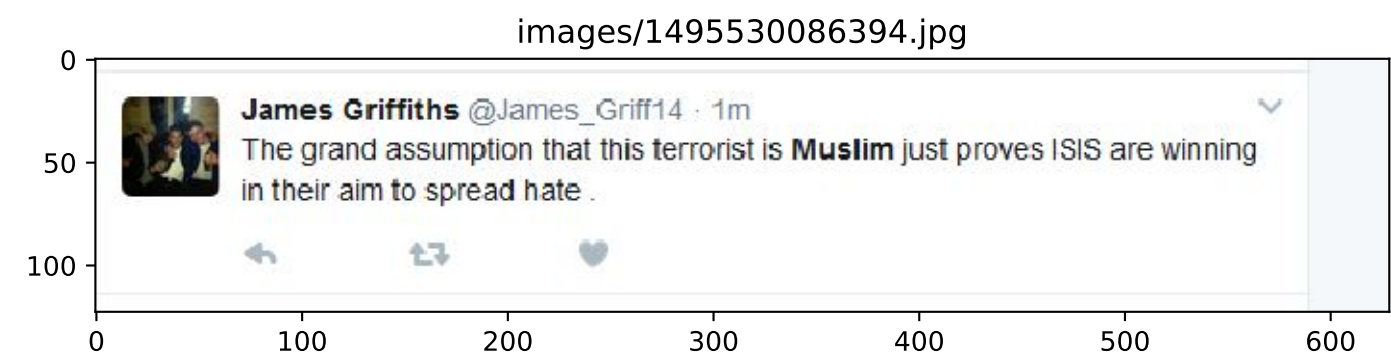 images/1495530086394.jpg
0
James Griffiths @James_Griff14 · 1m
The grand assumption that this terrorist is Muslim just proves ISIS are winning
50
in their aim to spread hate .
100
0 100 200 300 400 500 600